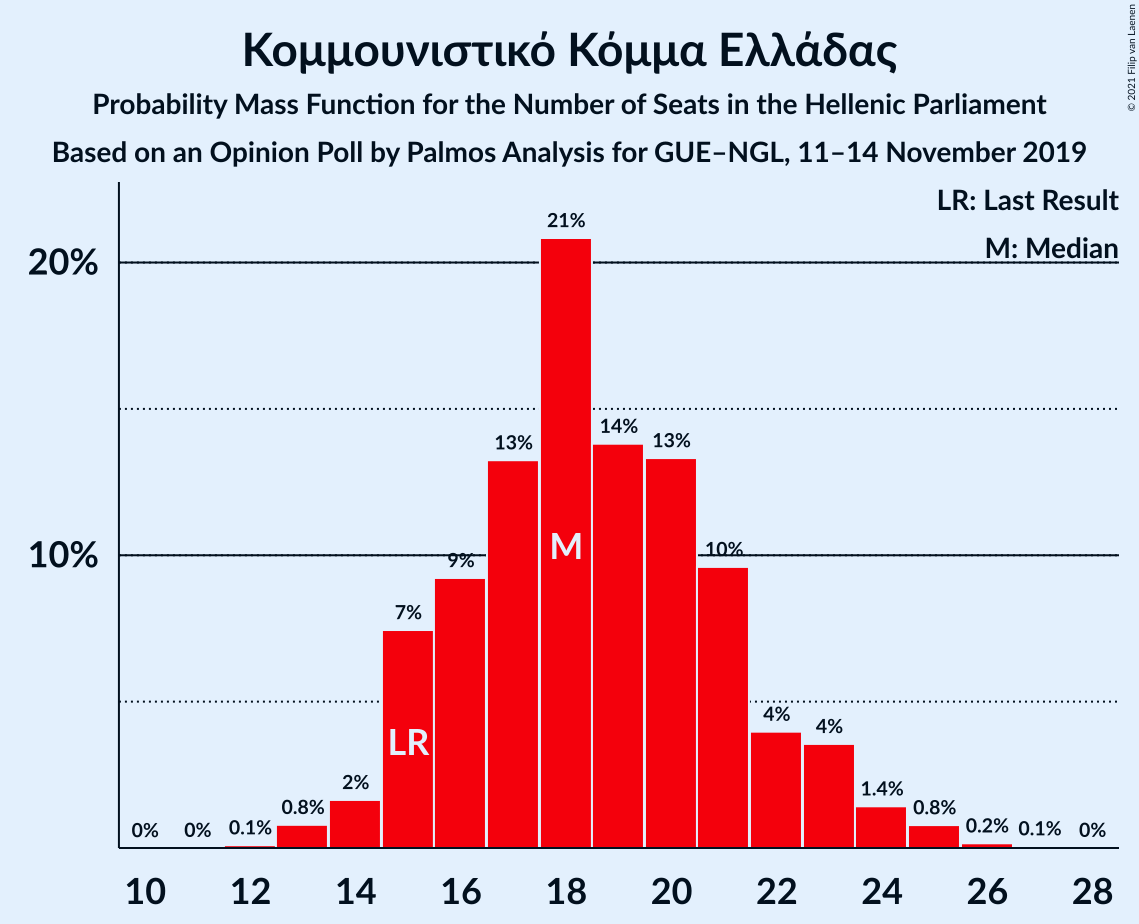 Κομμουνιστικό Κόμμα Ελλάδας
Probability Mass Function for the Number of Seats in the Hellenic Parliament
Based on an Opinion Poll by Palmos Analysis for GUE–NGL, 11–14 November 2019
© 2021 Filip van Laenen
LR: Last Result
M: Median
20%
10%
0%
0%
0.1%
0.8%
2%
7%
9%
13%
21%
14%
13%
10%
4%
4%
1.4%
0.8%
0.2%
0.1%
0%
LR
M
10 12 14 16 18 20 22 24 26 28